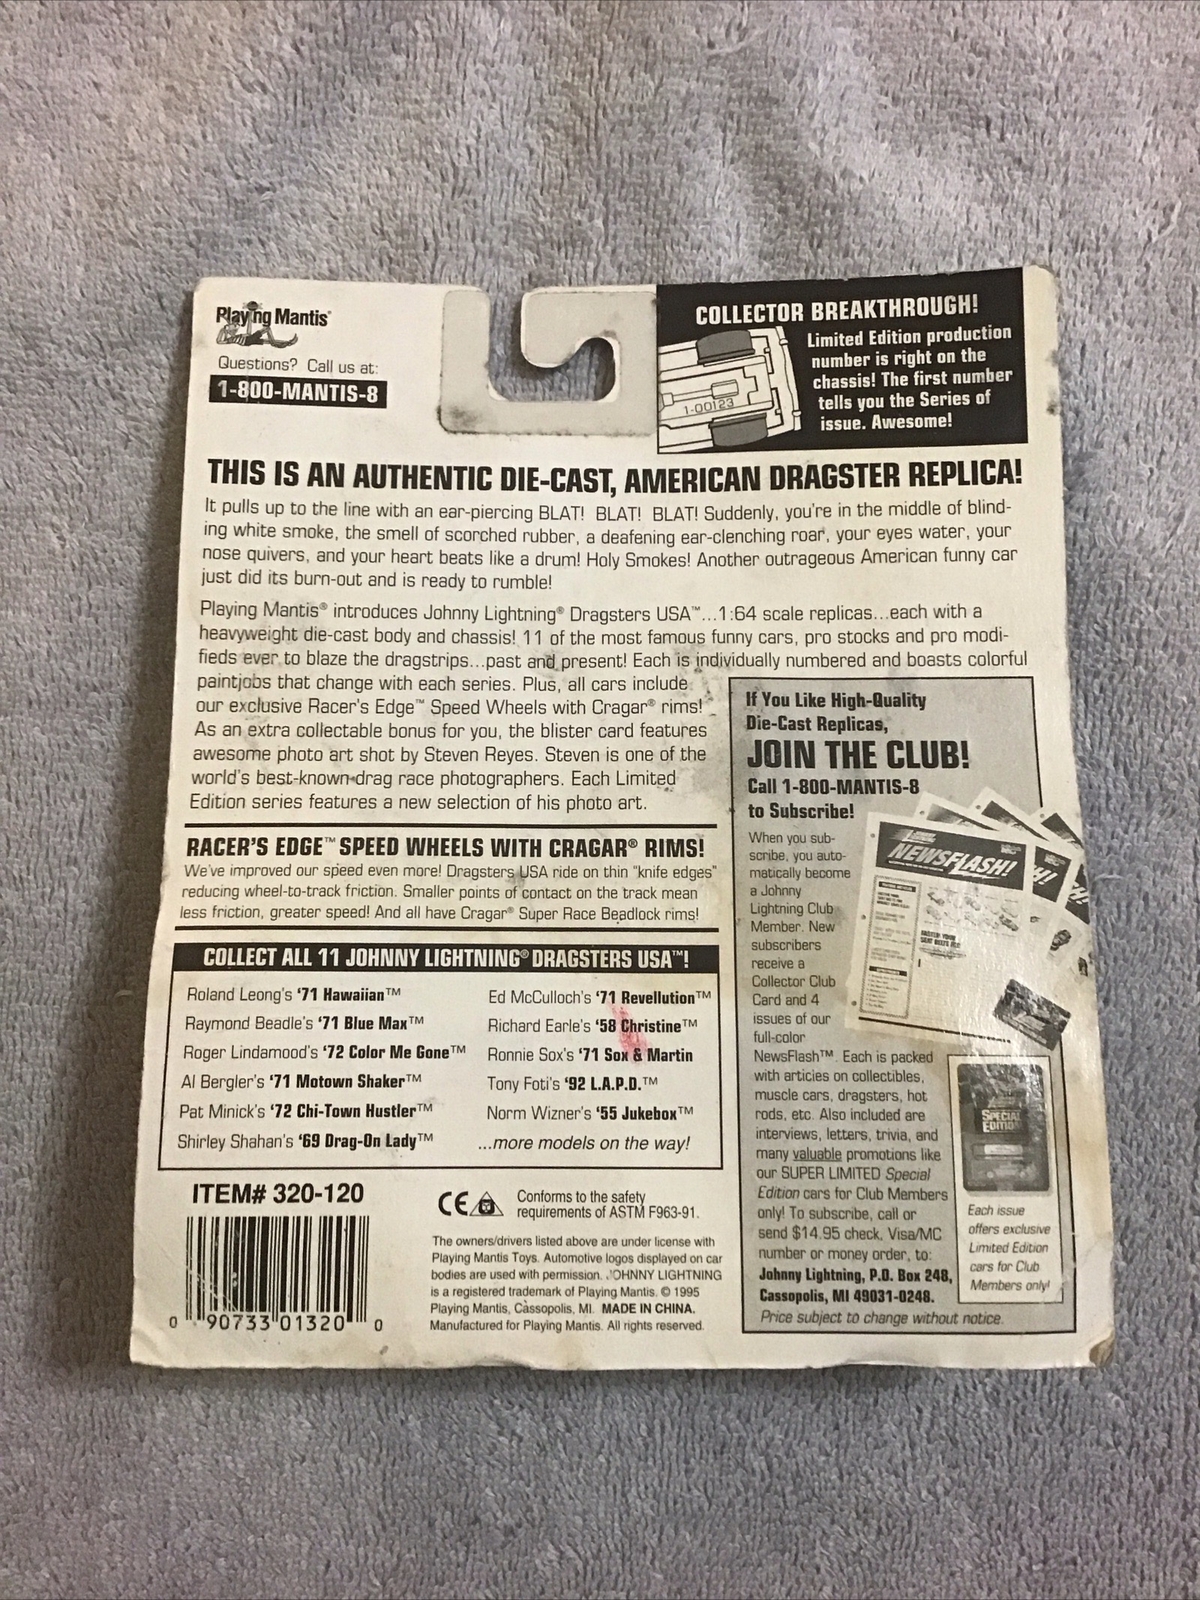 Playing Mantis®
Questions? Call us at:
1-800-MANTIS-8
COLLECTOR BREAKTHROUGH!
Limited Edition production
number is right on the
chassis! The first number
tells you the Series of
issue. Awesome!
1-00123
THIS IS AN AUTHENTIC DIE-CAST, AMERICAN DRAGSTER REPLICA!
It pulls up to the line with an ear-piercing BLAT! BLAT! BLAT! Suddenly, you're in the middle of blind-
ing white smoke, the smell of scorched rubber, a deafening ear-clenching roar, your eyes water, your
nose quivers, and your heart beats like a drum! Holy Smokes! Another outrageous American funny car
just did its burn-out and is ready to rumble!
Playing Mantis® introduces Johnny Lightning® Dragsters USA™...1:64 scale replicas...each with a
heavyweight die-cast body and chassis! 11 of the most famous funny cars, pro stocks and pro modi-
fieds ever to blaze the dragstrips...past and present! Each is individually numbered and boasts colorful
paintjobs that change with each series. Plus, all cars include
our exclusive Racer's Edge™ Speed Wheels with Cragar® rims!
As an extra collectable bonus for you, the blister card features
awesome photo art shot by Steven Reyes. Steven is one of the
world's best-known drag race photographers. Each Limited
Edition series features a new selection of his photo art.
RACER'S EDGE™ SPEED WHEELS WITH CRAGAR® RIMS!
We've improved our speed even more! Dragsters USA ride on thin "knife edges"
reducing wheel-to-track friction. Smaller points of contact on the track mean
less friction, greater speed! And all have Cragar® Super Race Beadlock rims!
COLLECT ALL 11 JOHNNY LIGHTNING® DRAGSTERS USA™!
Roland Leong's '71 Hawaiian™
Raymond Beadle's '71 Blue Max™
Roger Lindamood's '72 Color Me Gone™
Al Bergler's '71 Motown Shaker™
Pat Minick's '72 Chi-Town Hustler™
Shirley Shahan's '69 Drag-On Lady™
Ed McCulloch's '71 Revellution™
Richard Earle's '58 Christine™
Ronnie Sox's '71 Sox & Martin
Tony Foti's '92 L.A.P.D.™
Norm Wizner's '55 Jukebox™
...more models on the way!
ITEM# 320-120
0 90733 01320 0
CE
Conforms to the safety
requirements of ASTM F963-91.
The owners/drivers listed above are under license with
Playing Mantis Toys. Automotive logos displayed on car
bodies are used with permission. JOHNNY LIGHTNING
is a registered trademark of Playing Mantis. © 1995
Playing Mantis, Cassopolis, MI. MADE IN CHINA.
Manufactured for Playing Mantis. All rights reserved.
If You Like High-Quality
Die-Cast Replicas,
JOIN THE CLUB!
Call 1-800-MANTIS-8
to Subscribe!
When you sub-
scribe, you auto-
matically become
a Johnny
Lightning Club
Member. New
subscribers
receive a
Collector Club
Card and 4
issues of our
full-color
NewsFlash™. Each is packed
with articles on collectibles,
muscle cars, dragsters, hot
rods, etc. Also included are
interviews, letters, trivia, and
many valuable promotions like
our SUPER LIMITED Special
Edition cars for Club Members
only! To subscribe, call or
send $14.95 check, Visa/MC
number or money order, to:
Johnny Lightning, P.O. Box 248,
Cassopolis, MI 49031-0248.
Price subject to change without notice.
NEWSFLASH!
H!
SPECIAL
EDITION
Each issue
offers exclusive
Limited Edition
cars for Club
Members only!